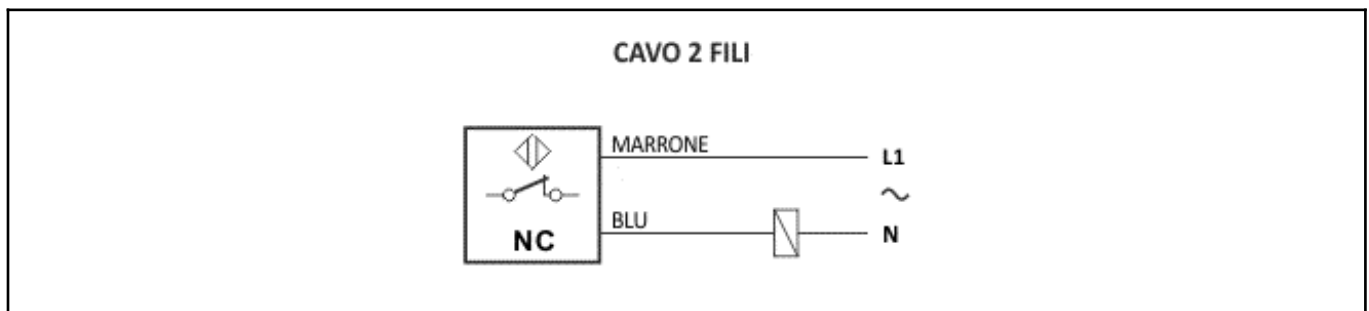 CAVO 2 FILI
MARRONE
L1
BLU
N
NC